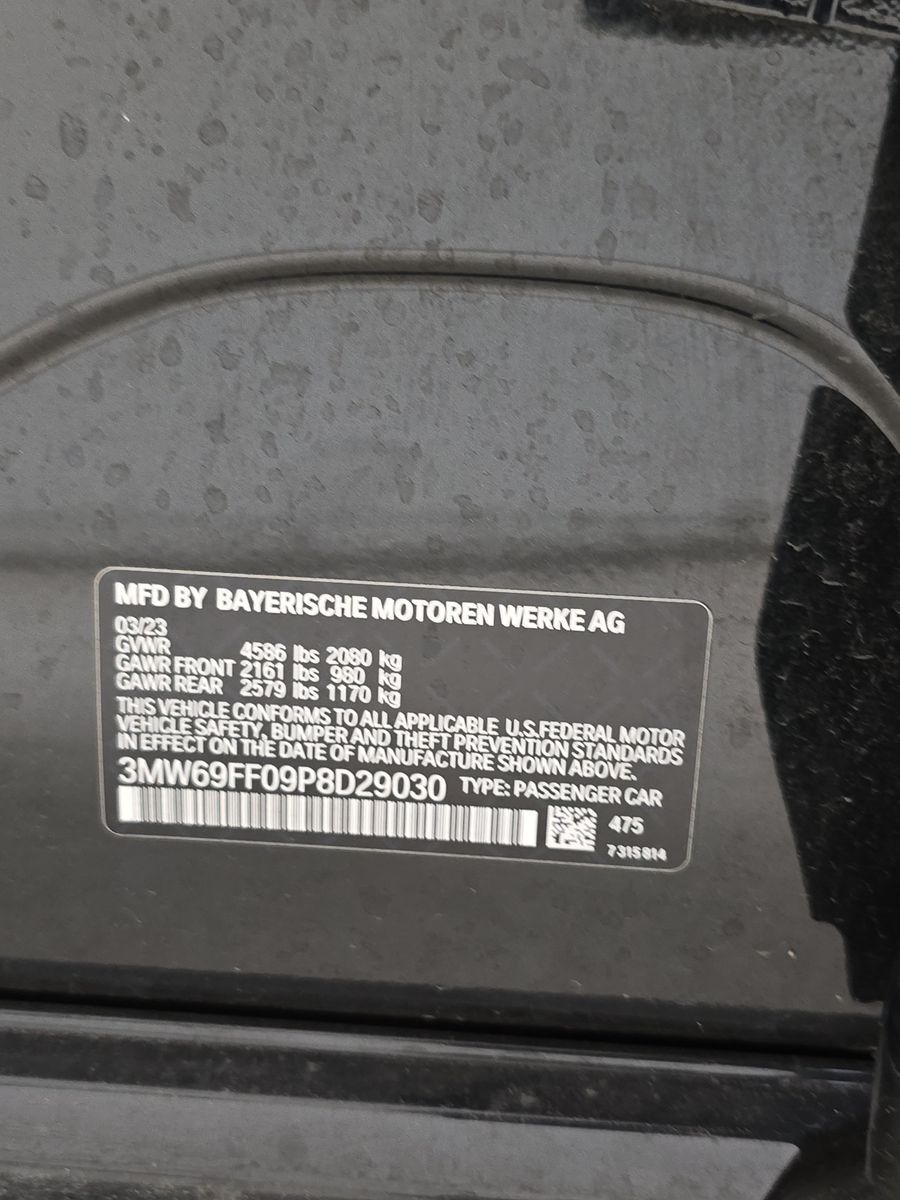 MFD BY BAYERISCHE MOTOREN WERKE AG
03/23
GVWR 4586 lbs 2080 kg
GAWR FRONT 2161 lbs 980 kg
GAWR REAR 2579 lbs 1170 kg
THIS VEHICLE CONFORMS TO ALL APPLICABLE U.S.FEDERAL MOTOR
VEHICLE SAFETY, BUMPER AND THEFT PREVENTION STANDARDS
IN EFFECT ON THE DATE OF MANUFACTURE SHOWN ABOVE.
3MW69FF09P8D29030 TYPE: PASSENGER CAR
475
7315814